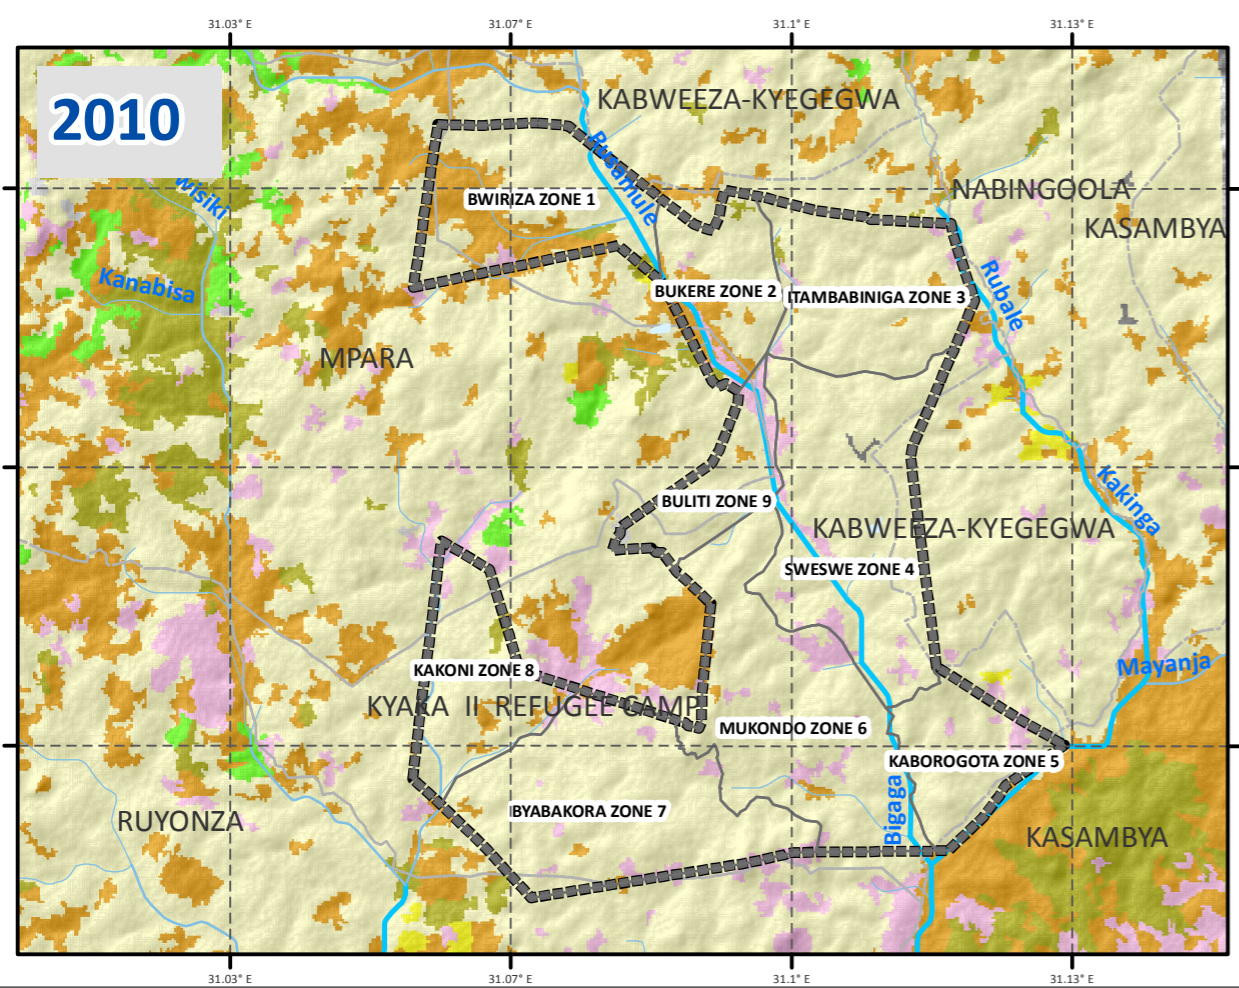 31.03° E
31.07° E
31.1° E
31.13° E
2010
KABWEEZA-KYEGEGWA
Rusamule
wisiki
BWIRIZA ZONE 1
NABINGOOLA
KASAMBYA
Kanabisa
Rubale
BUKERE ZONE 2
ITAMBABINIGA ZONE 3
MPARA
Kakinga
BULITI ZONE 9
KABWEEZA-KYEGEGWA
SWESWE ZONE 4
Mayanja
KAKONI ZONE 8
KYAKA II REFUGEE CAMP
MUKONDO ZONE 6
KABOROGOTA ZONE 5
Bigaga
BYABAKORA ZONE 7
RUYONZA
KASAMBYA
31.03° E
31.07° E
31.1° E
31.13° E